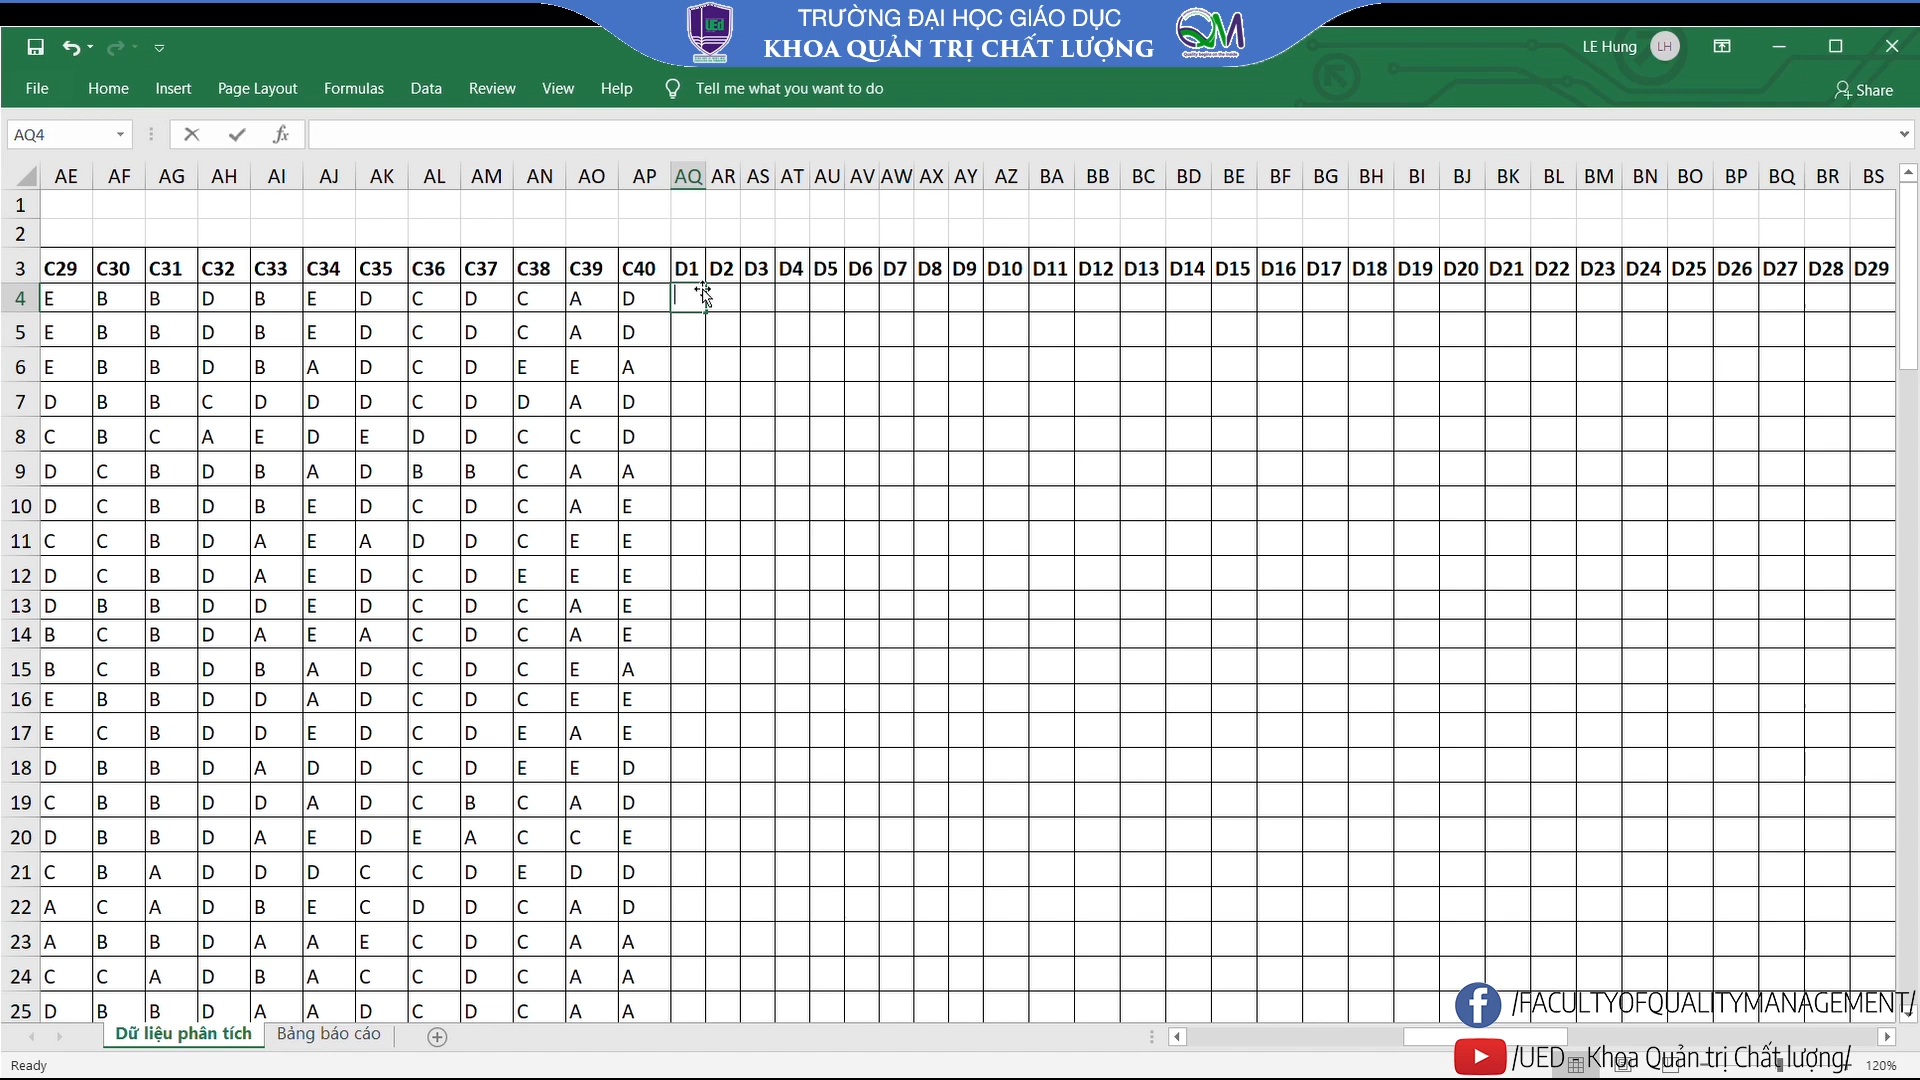 TRƯỜNG ĐẠI HỌC GIÁO DỤC
KHOA QUẢN TRỊ CHẤT LƯỢNG
UEd
QM
LE Hung LH
File Home Insert Page Layout Formulas Data Review View Help Tell me what you want to do Share
AQ4 fx
AE AF AG AH AI AJ AK AL AM AN AO AP AQ AR AS AT AU AV AW AX AY AZ BA BB BC BD BE BF BG BH BI BJ BK BL BM BN BO BP BQ BR BS
1
2
3 C29 C30 C31 C32 C33 C34 C35 C36 C37 C38 C39 C40 D1 D2 D3 D4 D5 D6 D7 D8 D9 D10 D11 D12 D13 D14 D15 D16 D17 D18 D19 D20 D21 D22 D23 D24 D25 D26 D27 D28 D29
4 E B B D B E D C D C A D
5 E B B D B E D C D C A D
6 E B B D B A D C D E E A
7 D B B C D D D C D D A D
8 C B C A E D E D D C C D
9 D C B D B A D B B C A A
10 D C B D B E D C D C A E
11 C C B D A E A D D C E E
12 D C B D A E D C D E E E
13 D B B D D E D C D C A E
14 B C B D A E A C D C A E
15 B C B D B A D C D C E A
16 E B B D D A D C D C E E
17 E C B D D E D C D E A E
18 D B B D A D D C D E E D
19 C B B D D A D C B C A D
20 D B B D A E D E A C C E
21 C B A D D D C C D E D D
22 A C A D B E C D D C A D
23 A B B D A A E C D C A A
24 C C A D B A C C D C A A
25 D B B D A A D C D C A A
/FACULTYOFQUALITYMANAGEMENT/
Dữ liệu phân tích Bảng báo cáo
/UED - Khoa Quản trị Chất lượng/
Ready 120%